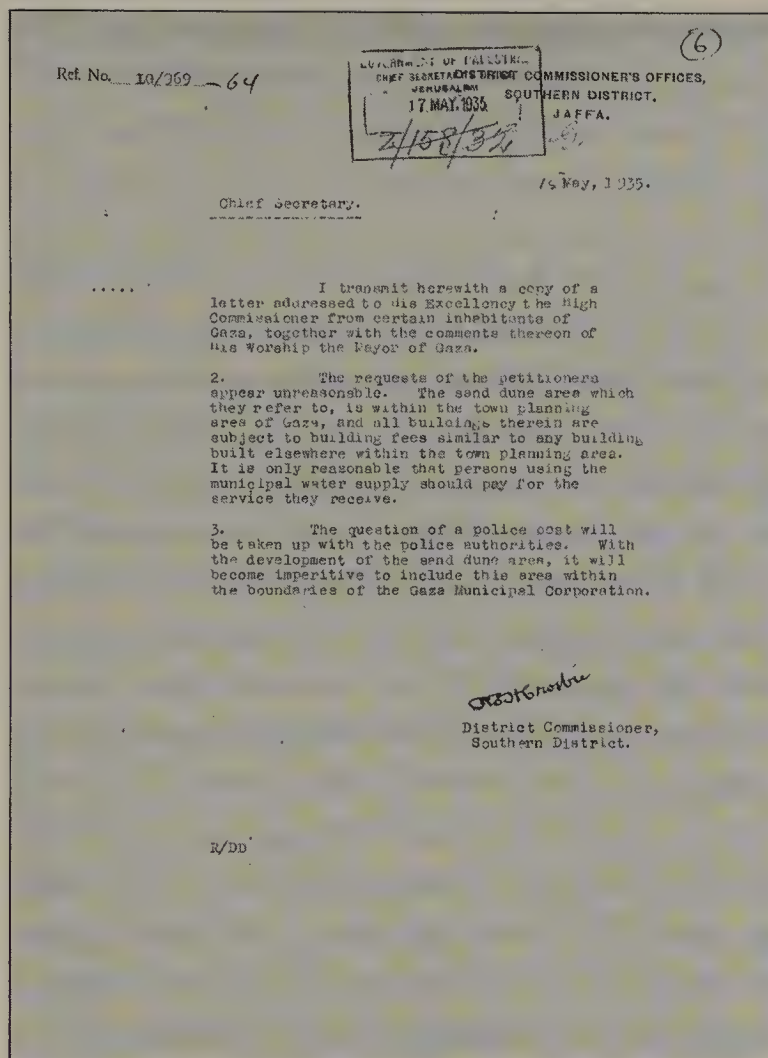 (6)
Ref. No. 10/369 - 64
GOVERNMENT OF PALESTINE
CHIEF SECRETARY'S OFFICE
JERUSALEM
17 MAY. 1935
Z/158/32
DISTRICT COMMISSIONER'S OFFICES,
SOUTHERN DISTRICT,
JAFFA.
May, 1935.
Chief Secretary.
.....
I transmit herewith a copy of a
letter addressed to His Excellency the High
Commissioner from certain inhabitants of
Gaza, together with the comments thereon of
His Worship the Mayor of Gaza.
2. The requests of the petitioners
appear unreasonable. The sand dune area which
they refer to, is within the town planning
area of Gaza, and all buildings therein are
subject to building fees similar to any building
built elsewhere within the town planning area.
It is only reasonable that persons using the
municipal water supply should pay for the
service they receive.
3. The question of a police post will
be taken up with the police authorities. With
the development of the sand dune area, it will
become imperitive to include this area within
the boundaries of the Gaza Municipal Corporation.
District Commissioner,
Southern District.
R/DD